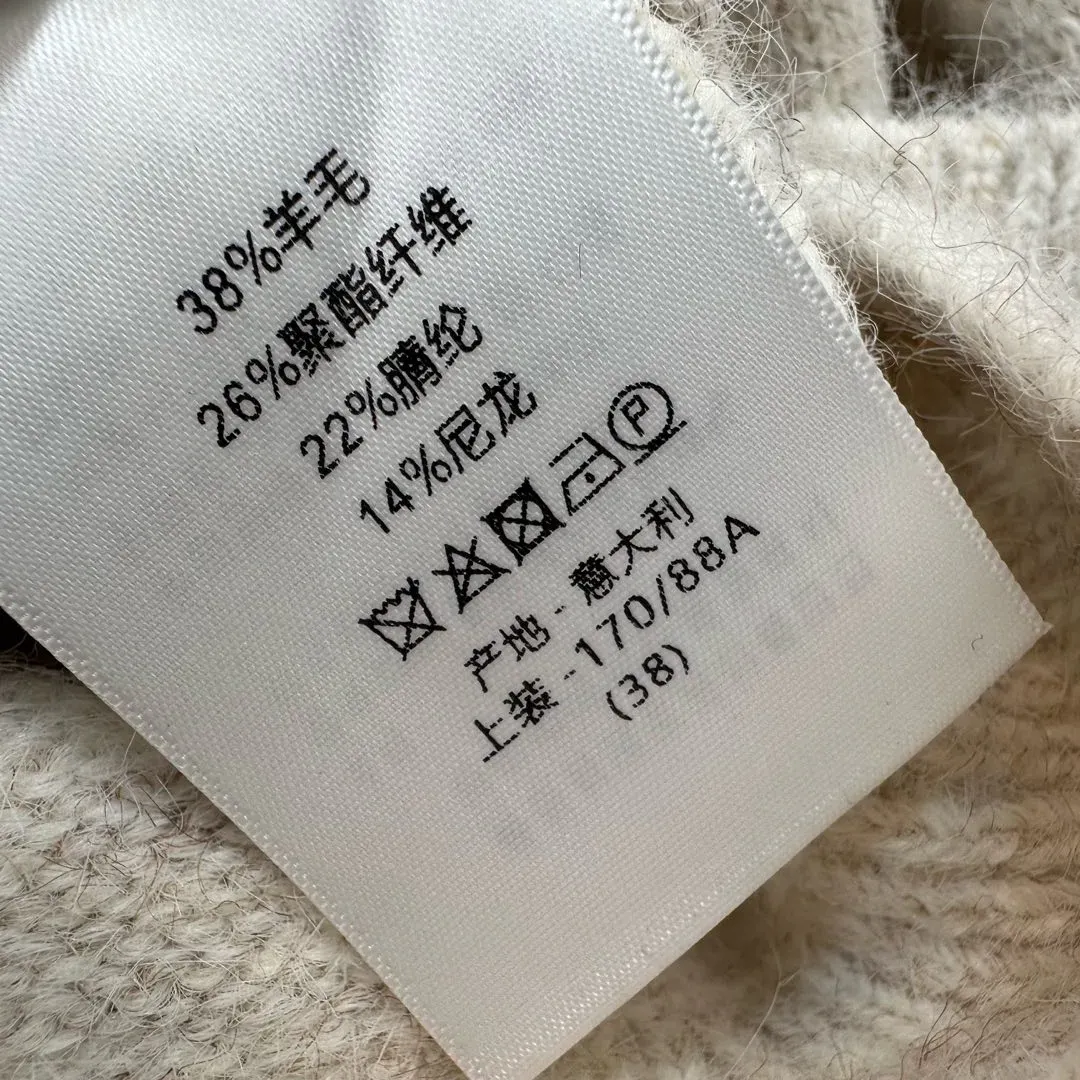 38%羊毛
26%聚酯纤维
22%腈纶
14%尼龙
P
产地-意大利
上装-170/88A
(38)